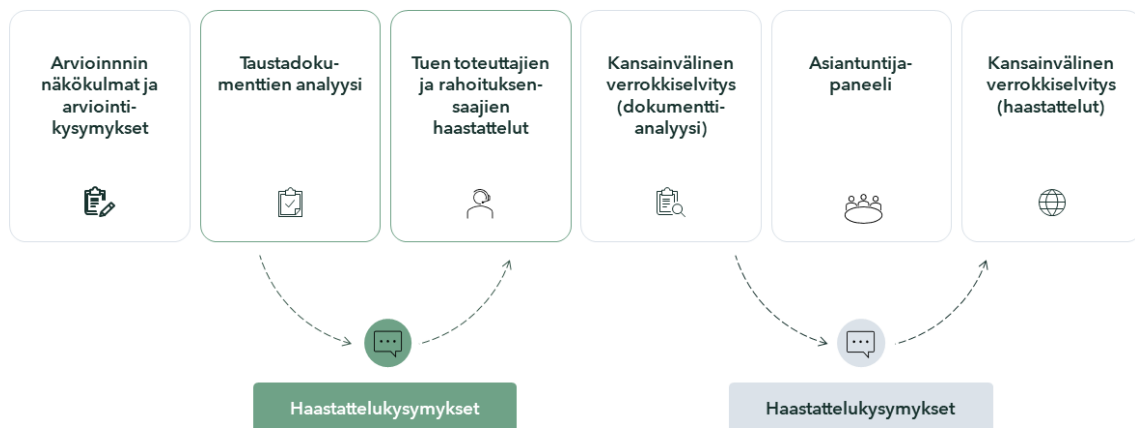 Arvioinnnin
näkökulmat ja
arviointi-
kysymykset
Taustadoku-
menttien analyysi
Tuen toteuttajien
ja rahoituksen-
saajien
haastattelut
Kansainvälinen
verrokkiselvitys
(dokumentti-
analyysi)
Asiantuntija-
paneeli
Kansainvälinen
verrokkiselvitys
(haastattelut)
Haastattelukysymykset
Haastattelukysymykset